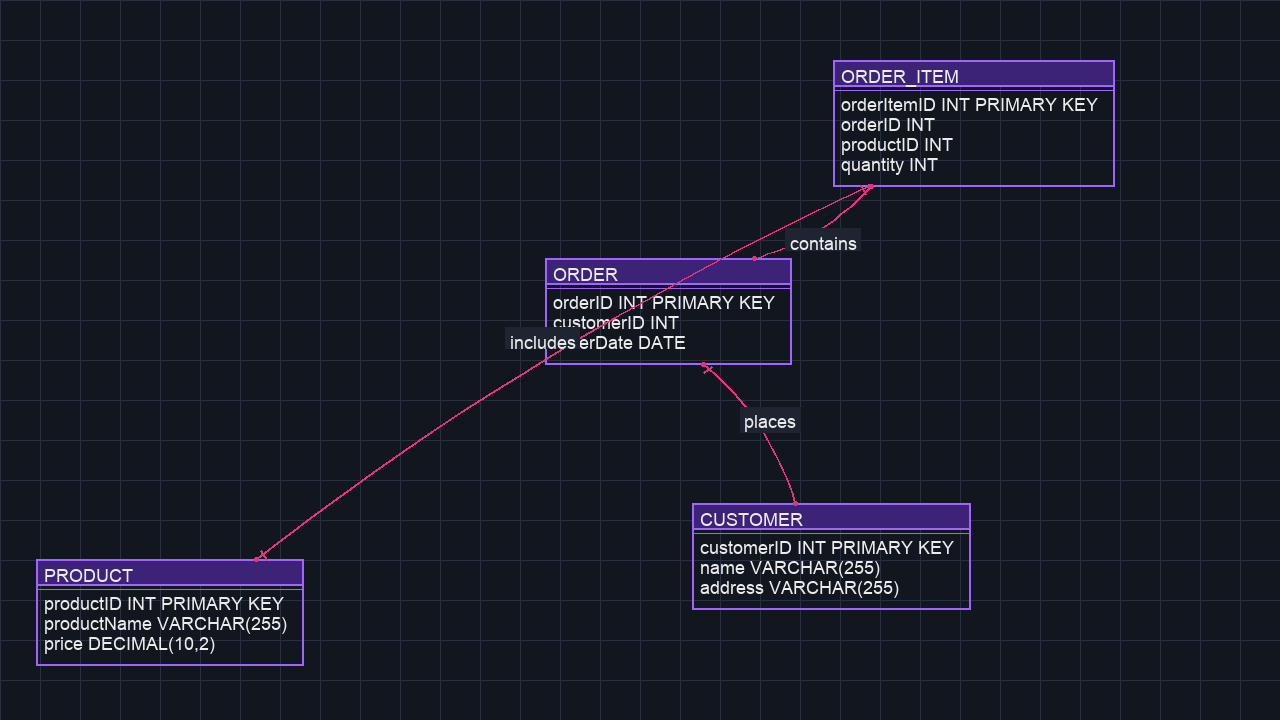 ORDER_ITEM
orderItemID INT PRIMARY KEY
orderID INT
productID INT
quantity INT
contains
ORDER
orderID INT PRIMARY KEY
customerID INT
includes
erDate DATE
places
CUSTOMER
customerID INT PRIMARY KEY
name VARCHAR(255)
address VARCHAR(255)
PRODUCT
productID INT PRIMARY KEY
productName VARCHAR(255)
price DECIMAL(10,2)